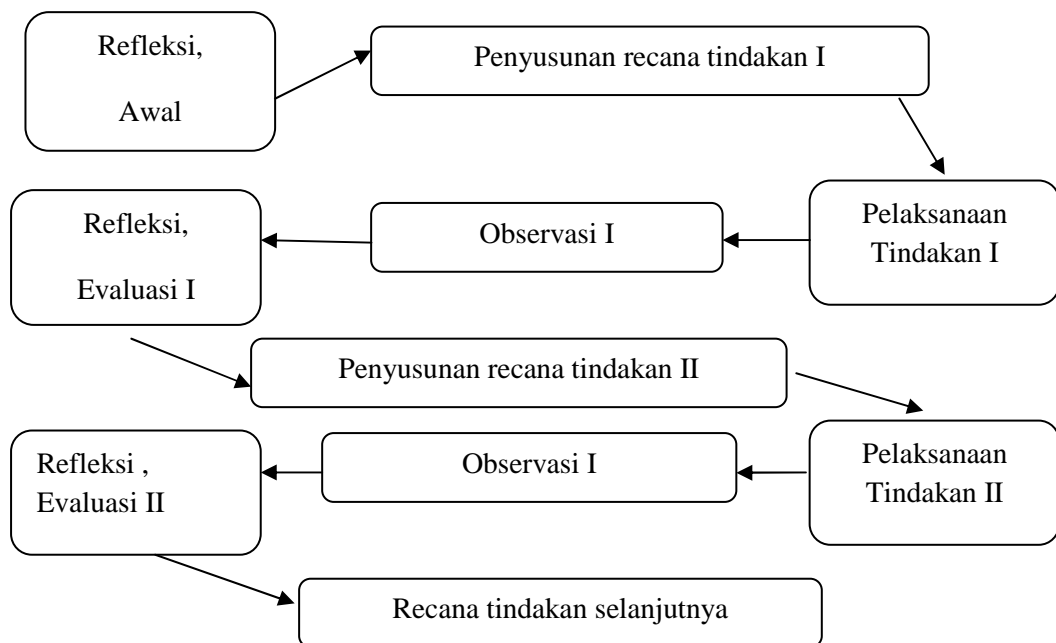 Refleksi,
Awal
Penyusunan recana tindakan I
Pelaksanaan
Tindakan I
Observasi I
Refleksi,
Evaluasi I
Penyusunan recana tindakan II
Pelaksanaan
Tindakan II
Observasi I
Refleksi ,
Evaluasi II
Recana tindakan selanjutnya